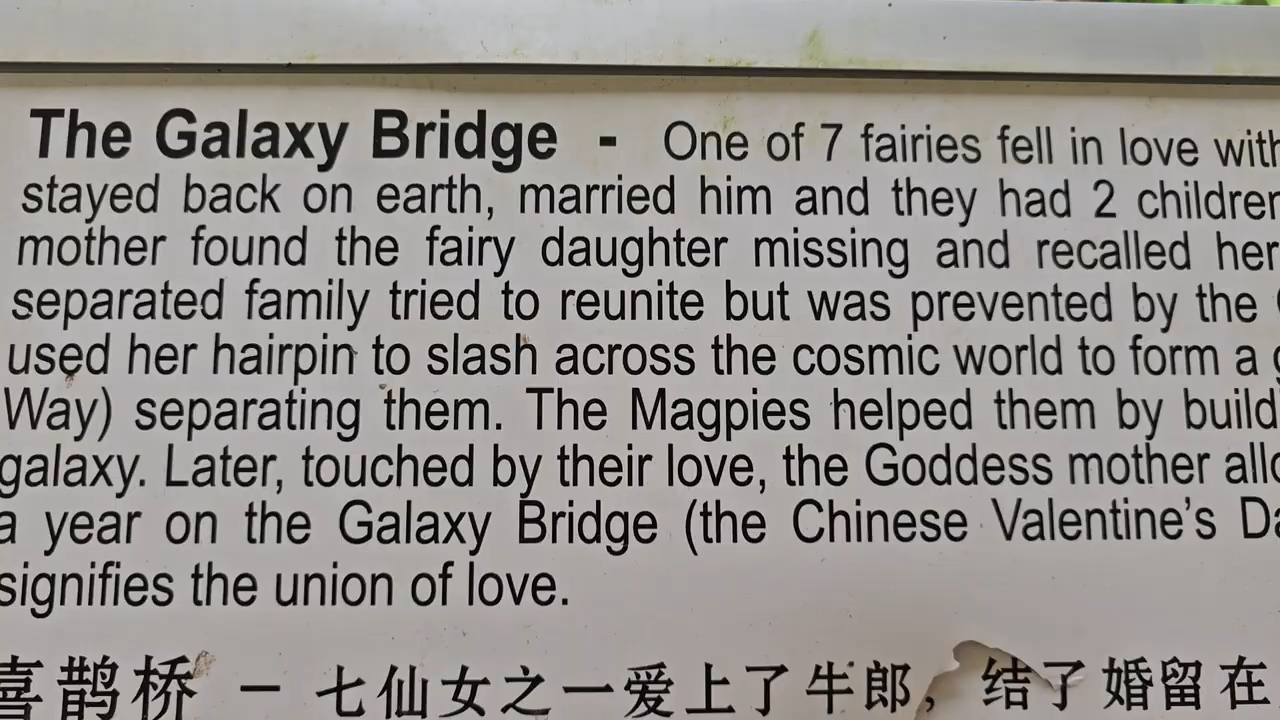 The Galaxy Bridge - One of 7 fairies fell in love with
stayed back on earth, married him and they had 2 children
mother found the fairy daughter missing and recalled her
separated family tried to reunite but was prevented by the
used her hairpin to slash across the cosmic world to form a
Way) separating them. The Magpies helped them by build
galaxy. Later, touched by their love, the Goddess mother
a year on the Galaxy Bridge (the Chinese Valentine's
signifies the union of love.
喜鹊桥 — 七仙女之一爱上了牛郎，结了婚留在